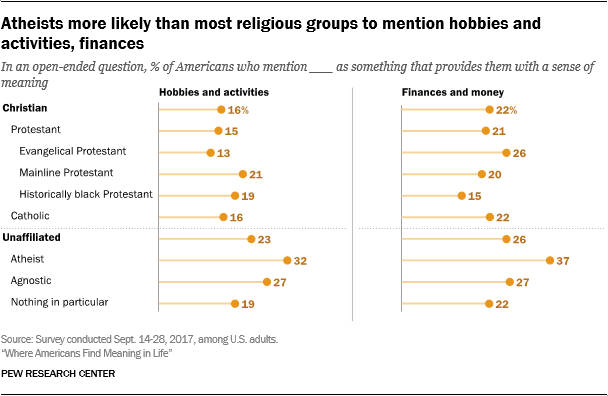 Atheists more likely than most religious groups to mention hobbies and
activities, finances
In an open-ended question, % of Americans who mention ___ as something that provides them with a sense of
meaning
Hobbies and activities Finances and money
Christian 16% 22%
Protestant 15 21
Evangelical Protestant 13 26
Mainline Protestant 21 20
Historically black Protestant 19 15
Catholic 16 22
Unaffiliated 23 26
Atheist 32 37
Agnostic 27 27
Nothing in particular 19 22
Source: Survey conducted Sept. 14-28, 2017, among U.S. adults.
“Where Americans Find Meaning in Life”
PEW RESEARCH CENTER